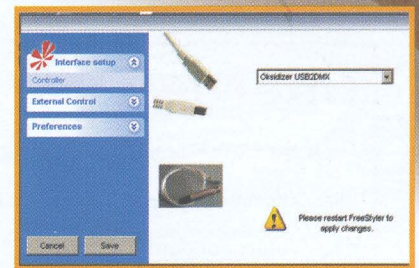 Interface setup
Controller
External Control
Preferences
Cancel
Save
Oksidizer USB2DMX
Please restart FreeStyler to
apply changes.